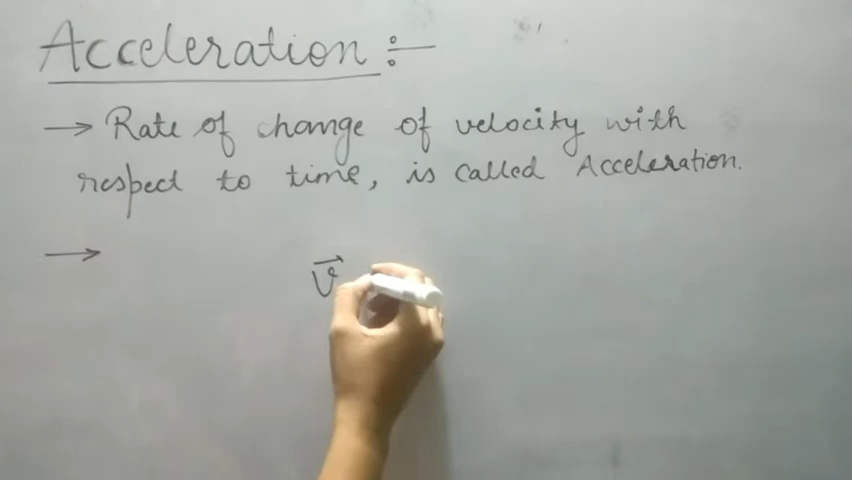 Acceleration :-
→ Rate of change of velocity with
respect to time, is called Acceleration.
→ v⃗